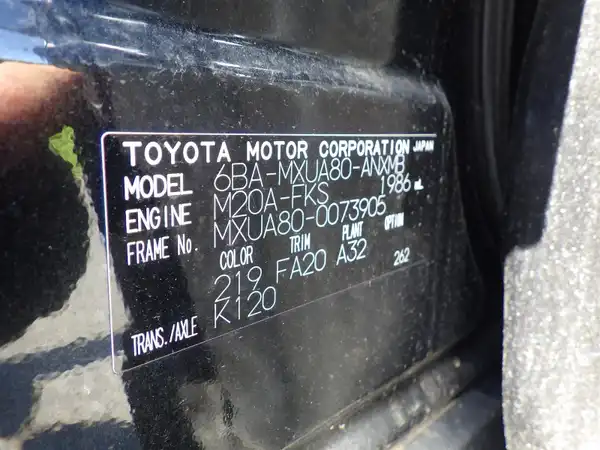 TOYOTA MOTOR CORPORATION JAPAN
MODEL 6BA-MXUA80-ANXMB
ENGINE M20A-FKS 1986 mL
FRAME No. MXUA80-0073905
COLOR TRIM PLANT OPTION
219 FA20 A32 262
TRANS./AXLE K120